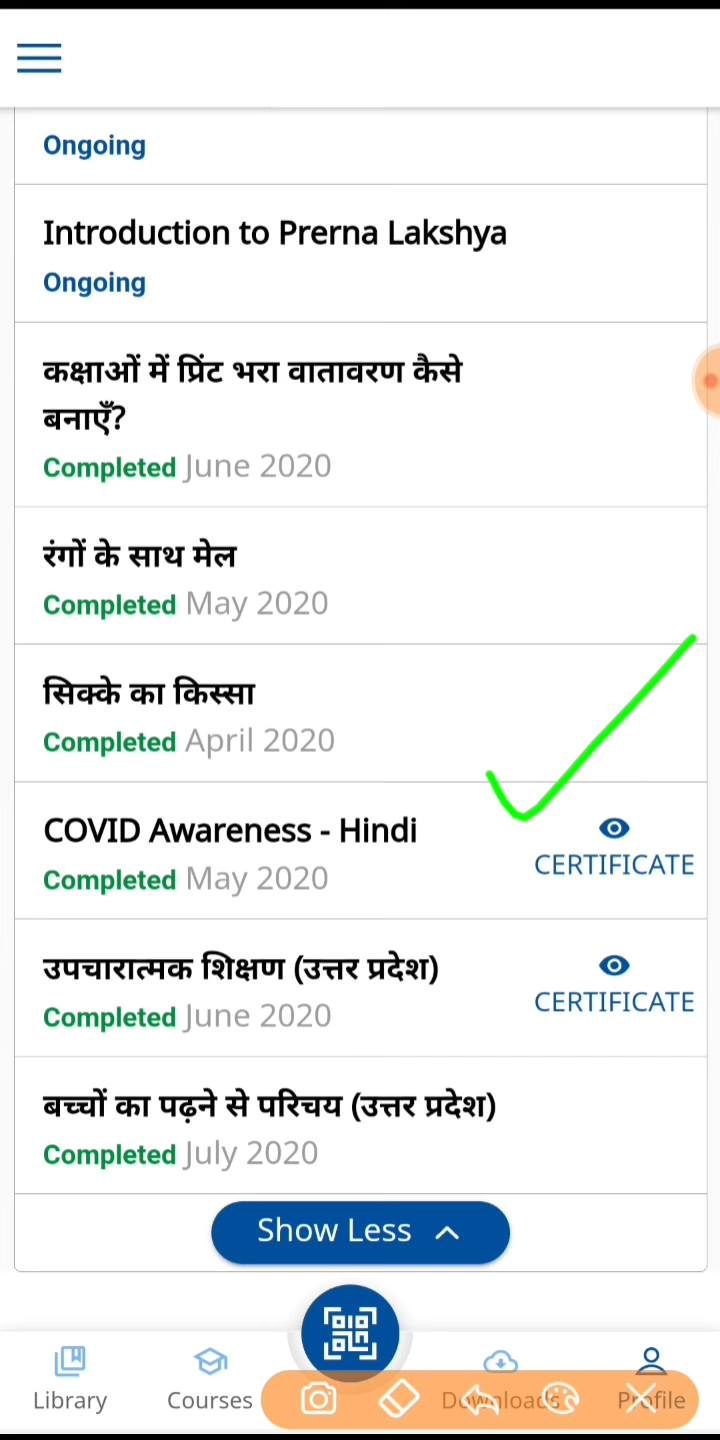 Ongoing
Introduction to Prerna Lakshya
Ongoing
कक्षाओं में प्रिंट भरा वातावरण कैसे
बनाएँ?
Completed June 2020
रंगों के साथ मेल
Completed May 2020
सिक्के का किस्सा
Completed April 2020
COVID Awareness - Hindi
Completed May 2020
CERTIFICATE
उपचारात्मक शिक्षण (उत्तर प्रदेश)
Completed June 2020
CERTIFICATE
बच्चों का पढ़ने से परिचय (उत्तर प्रदेश)
Completed July 2020
Show Less
Library
Courses
Downloads
Profile